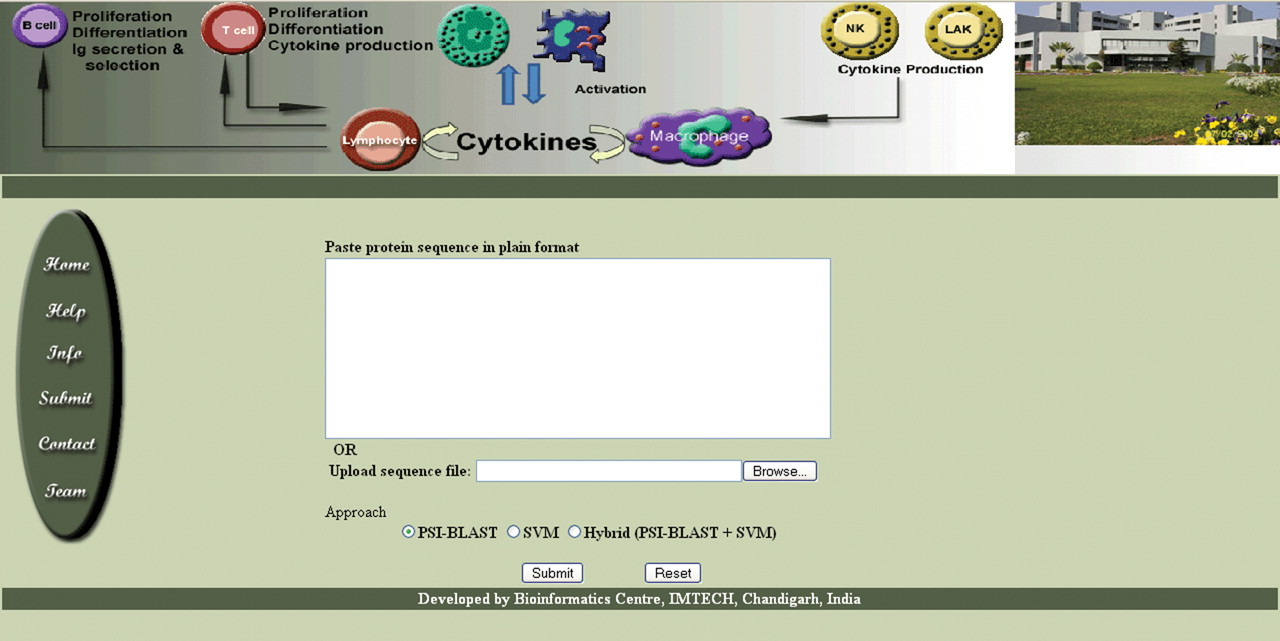 B cell
Proliferation
Differentiation
Ig secretion &
selection
T cell
Proliferation
Differentiation
Cytokine production
Activation
NK
LAK
Cytokine Production
Lymphocyte
Cytokines
Macrophage
Home
Help
Info
Submit
Contact
Team
Paste protein sequence in plain format
OR
Upload sequence file:
Browse...
Approach
PSI-BLAST SVM Hybrid (PSI-BLAST + SVM)
Submit Reset
Developed by Bioinformatics Centre, IMTECH, Chandigarh, India